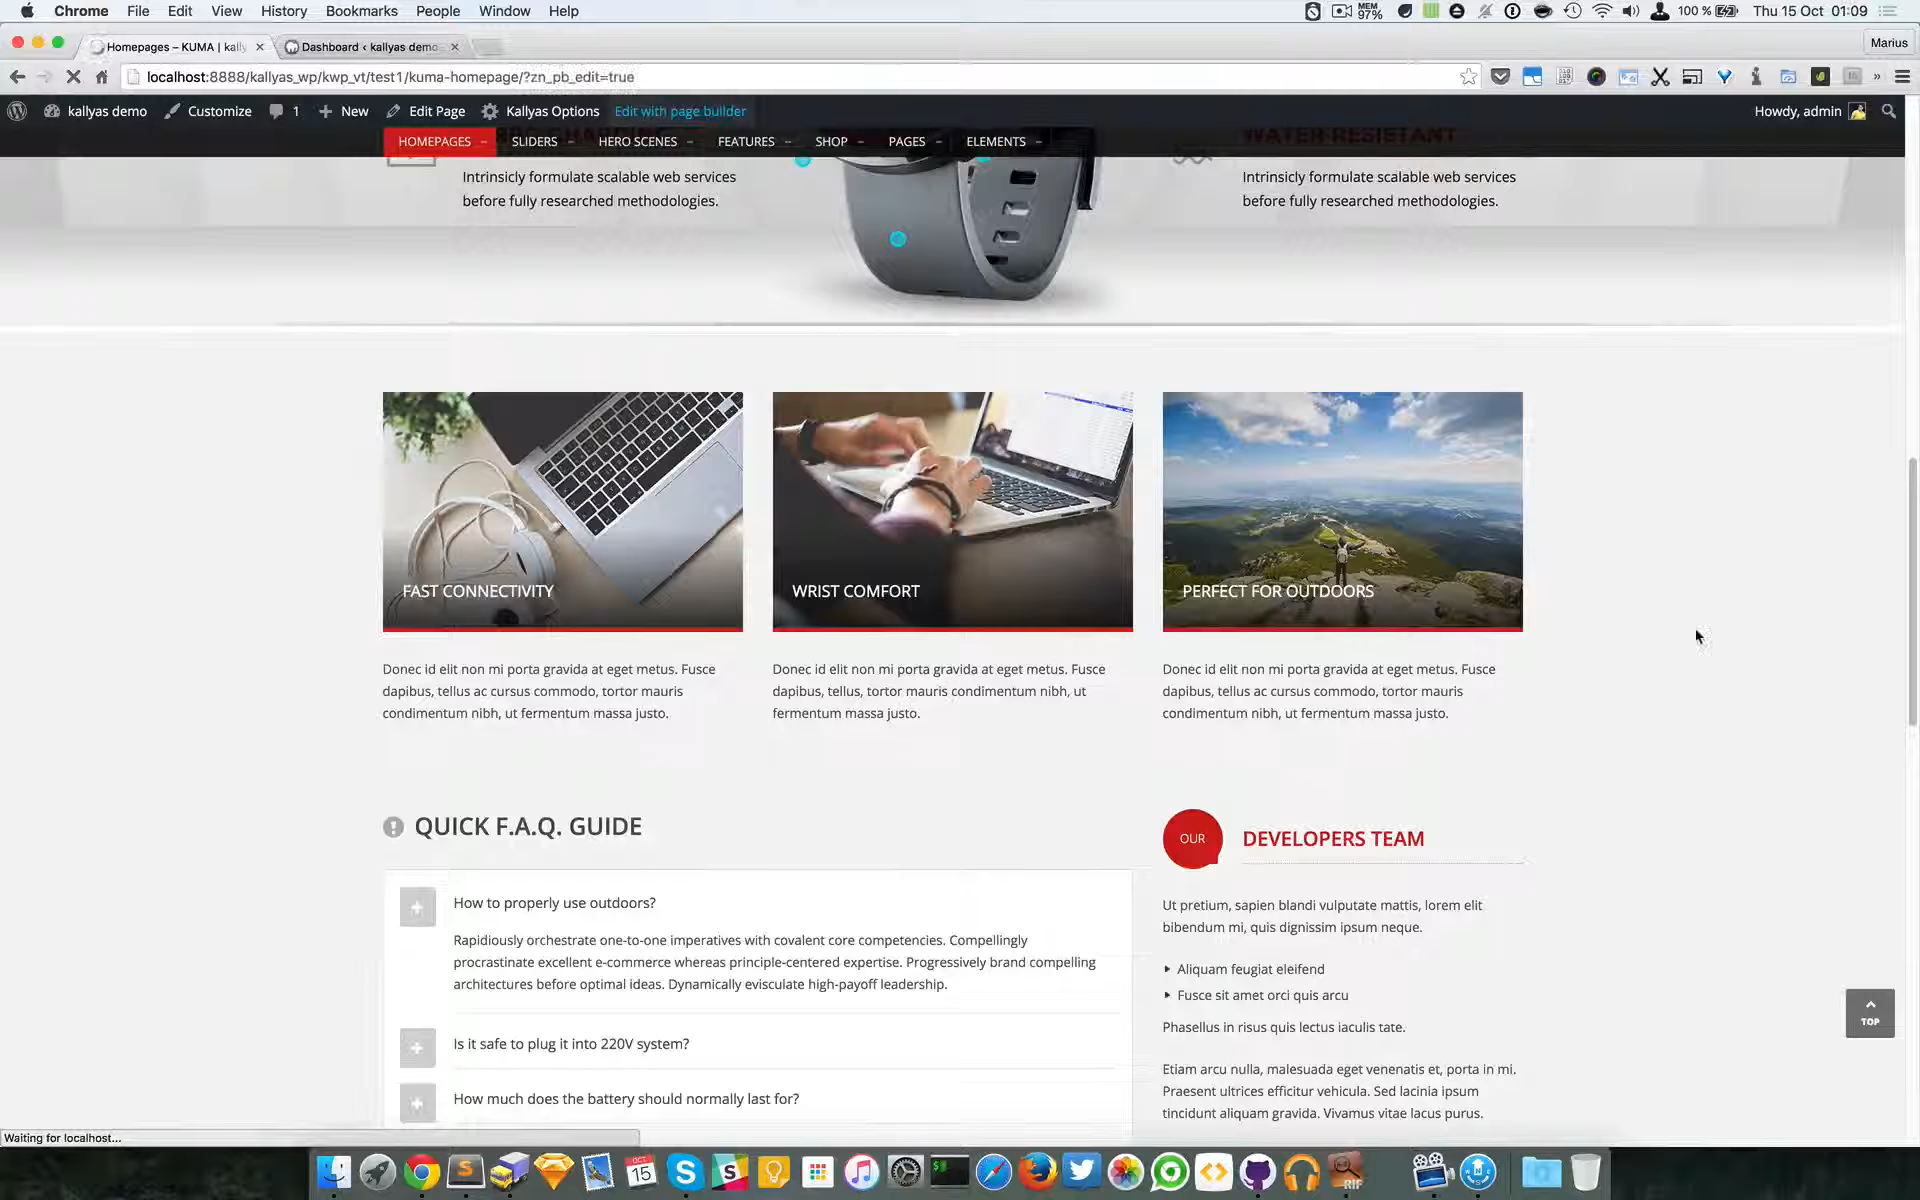 Chrome File Edit View History Bookmarks People Window Help
MEM 97% 100 % Thu 15 Oct 01:09
Homepages – KUMA | kally
Dashboard ‹ kallyas demo
Marius
localhost:8888/kallyas_wp/kwp_vt/test1/kuma-homepage/?zn_pb_edit=true
kallyas demo Customize 1 New Edit Page Kallyas Options Edit with page builder
Howdy, admin
HOMEPAGES SLIDERS HERO SCENES FEATURES SHOP PAGES ELEMENTS
WATER RESISTANT
Intrinsicly formulate scalable web services
before fully researched methodologies.
Intrinsicly formulate scalable web services
before fully researched methodologies.
FAST CONNECTIVITY
WRIST COMFORT
PERFECT FOR OUTDOORS
Donec id elit non mi porta gravida at eget metus. Fusce
dapibus, tellus ac cursus commodo, tortor mauris
condimentum nibh, ut fermentum massa justo.
Donec id elit non mi porta gravida at eget metus. Fusce
dapibus, tellus, tortor mauris condimentum nibh, ut
fermentum massa justo.
Donec id elit non mi porta gravida at eget metus. Fusce
dapibus, tellus ac cursus commodo, tortor mauris
condimentum nibh, ut fermentum massa justo.
QUICK F.A.Q. GUIDE
How to properly use outdoors?
Rapidiously orchestrate one-to-one imperatives with covalent core competencies. Compellingly
procrastinate excellent e-commerce whereas principle-centered expertise. Progressively brand compelling
architectures before optimal ideas. Dynamically evisculate high-payoff leadership.
Is it safe to plug it into 220V system?
How much does the battery should normally last for?
OUR
DEVELOPERS TEAM
Ut pretium, sapien blandi vulputate mattis, lorem elit
bibendum mi, quis dignissim ipsum neque.
Aliquam feugiat eleifend
Fusce sit amet orci quis arcu
Phasellus in risus quis lectus iaculis tate.
Etiam arcu nulla, malesuada eget venenatis et, porta in mi.
Praesent ultrices efficitur vehicula. Sed lacinia ipsum
tincidunt aliquam gravida. Vivamus vitae lacus purus.
TOP
Waiting for localhost...
OCT
15
RIF